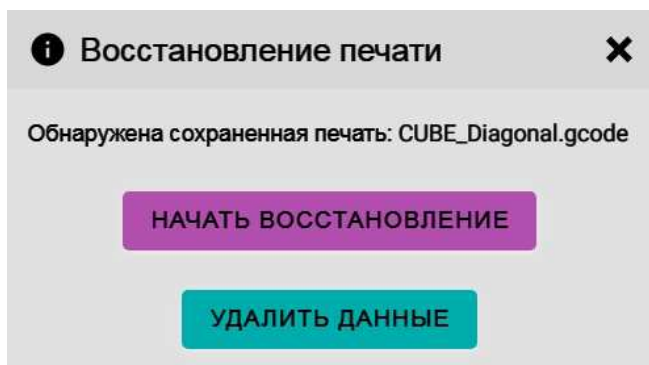 Восстановление печати
Обнаружена сохраненная печать: CUBE_Diagonal.gcode
НАЧАТЬ ВОССТАНОВЛЕНИЕ
УДАЛИТЬ ДАННЫЕ